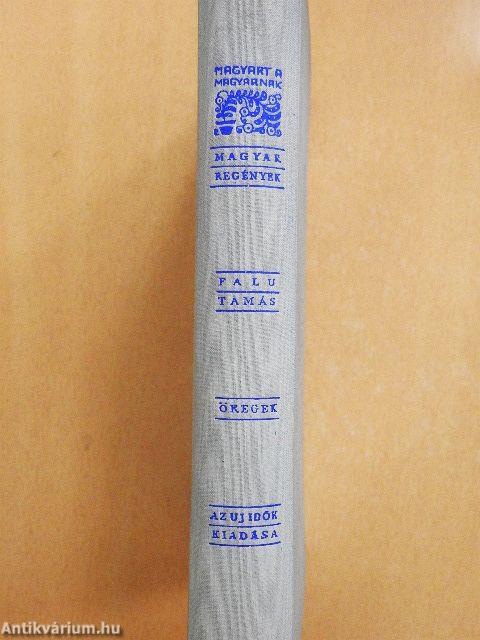 MAGYART A
MAGYARNAK
MAGYAR
REGÉNYEK
FALU
TAMÁS
ÖREGEK
AZ UJ IDŐK
KIADÁSA
Antikvárium.hu